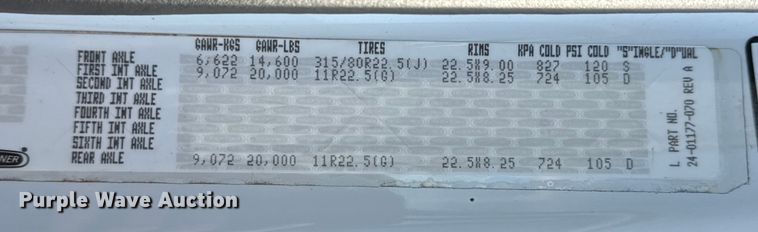 GAWR-KGS GAWR-LBS TIRES RIMS KPA COLD PSI COLD "S"INGLE/"D"UAL
FRONT AXLE 6,622 14,600 315/80R22.5(J) 22.5X9.00 827 120 S
FIRST INT AXLE 9,072 20,000 11R22.5(G) 22.5X8.25 724 105 D
SECOND INT AXLE
THIRD INT AXLE
FOURTH INT AXLE
FIFTH INT AXLE
SIXTH INT AXLE
REAR AXLE 9,072 20,000 11R22.5(G) 22.5X8.25 724 105 D
L PART NO.
24-01177-070 REV A
Purple Wave Auction